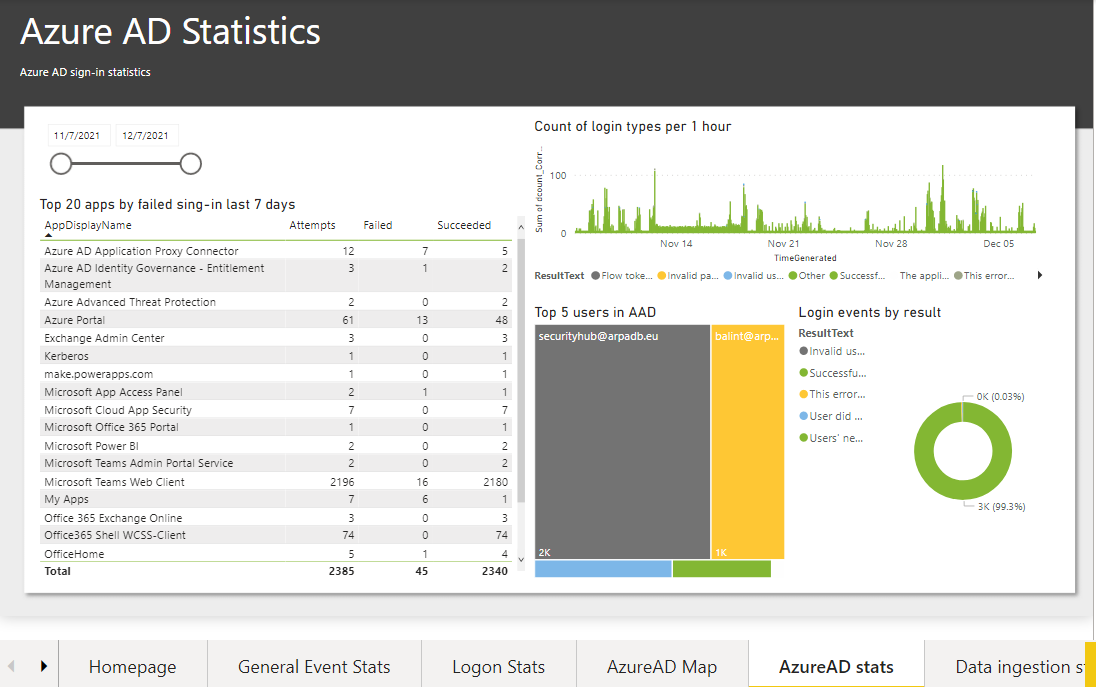 Azure AD Statistics
Azure AD sign-in statistics
11/7/2021 12/7/2021
Top 20 apps by failed sing-in last 7 days
AppDisplayName Attempts Failed Succeeded
Azure AD Application Proxy Connector 12 7 5
Azure AD Identity Governance - Entitlement 3 1 2
Management
Azure Advanced Threat Protection 2 0 2
Azure Portal 61 13 48
Exchange Admin Center 3 0 3
Kerberos 1 0 1
make.powerapps.com 1 0 1
Microsoft App Access Panel 2 1 1
Microsoft Cloud App Security 7 0 7
Microsoft Office 365 Portal 1 0 1
Microsoft Power BI 2 0 2
Microsoft Teams Admin Portal Service 2 0 2
Microsoft Teams Web Client 2196 16 2180
My Apps 7 6 1
Office 365 Exchange Online 3 0 3
Office365 Shell WCSS-Client 74 0 74
OfficeHome 5 1 4
Total 2385 45 2340
Count of login types per 1 hour
Sum of dcount_Corr...
100
0
Nov 14 Nov 21 Nov 28 Dec 05
TimeGenerated
ResultText Flow toke... Invalid pa... Invalid us... Other Successf... The appli... This error...
Top 5 users in AAD
securityhub@arpadb.eu balint@arp...
2K 1K
Login events by result
ResultText
Invalid us...
Successfu...
This error...
User did ...
Users' ne...
0K (0.03%)
3K (99.3%)
Homepage General Event Stats Logon Stats AzureAD Map AzureAD stats Data ingestion st